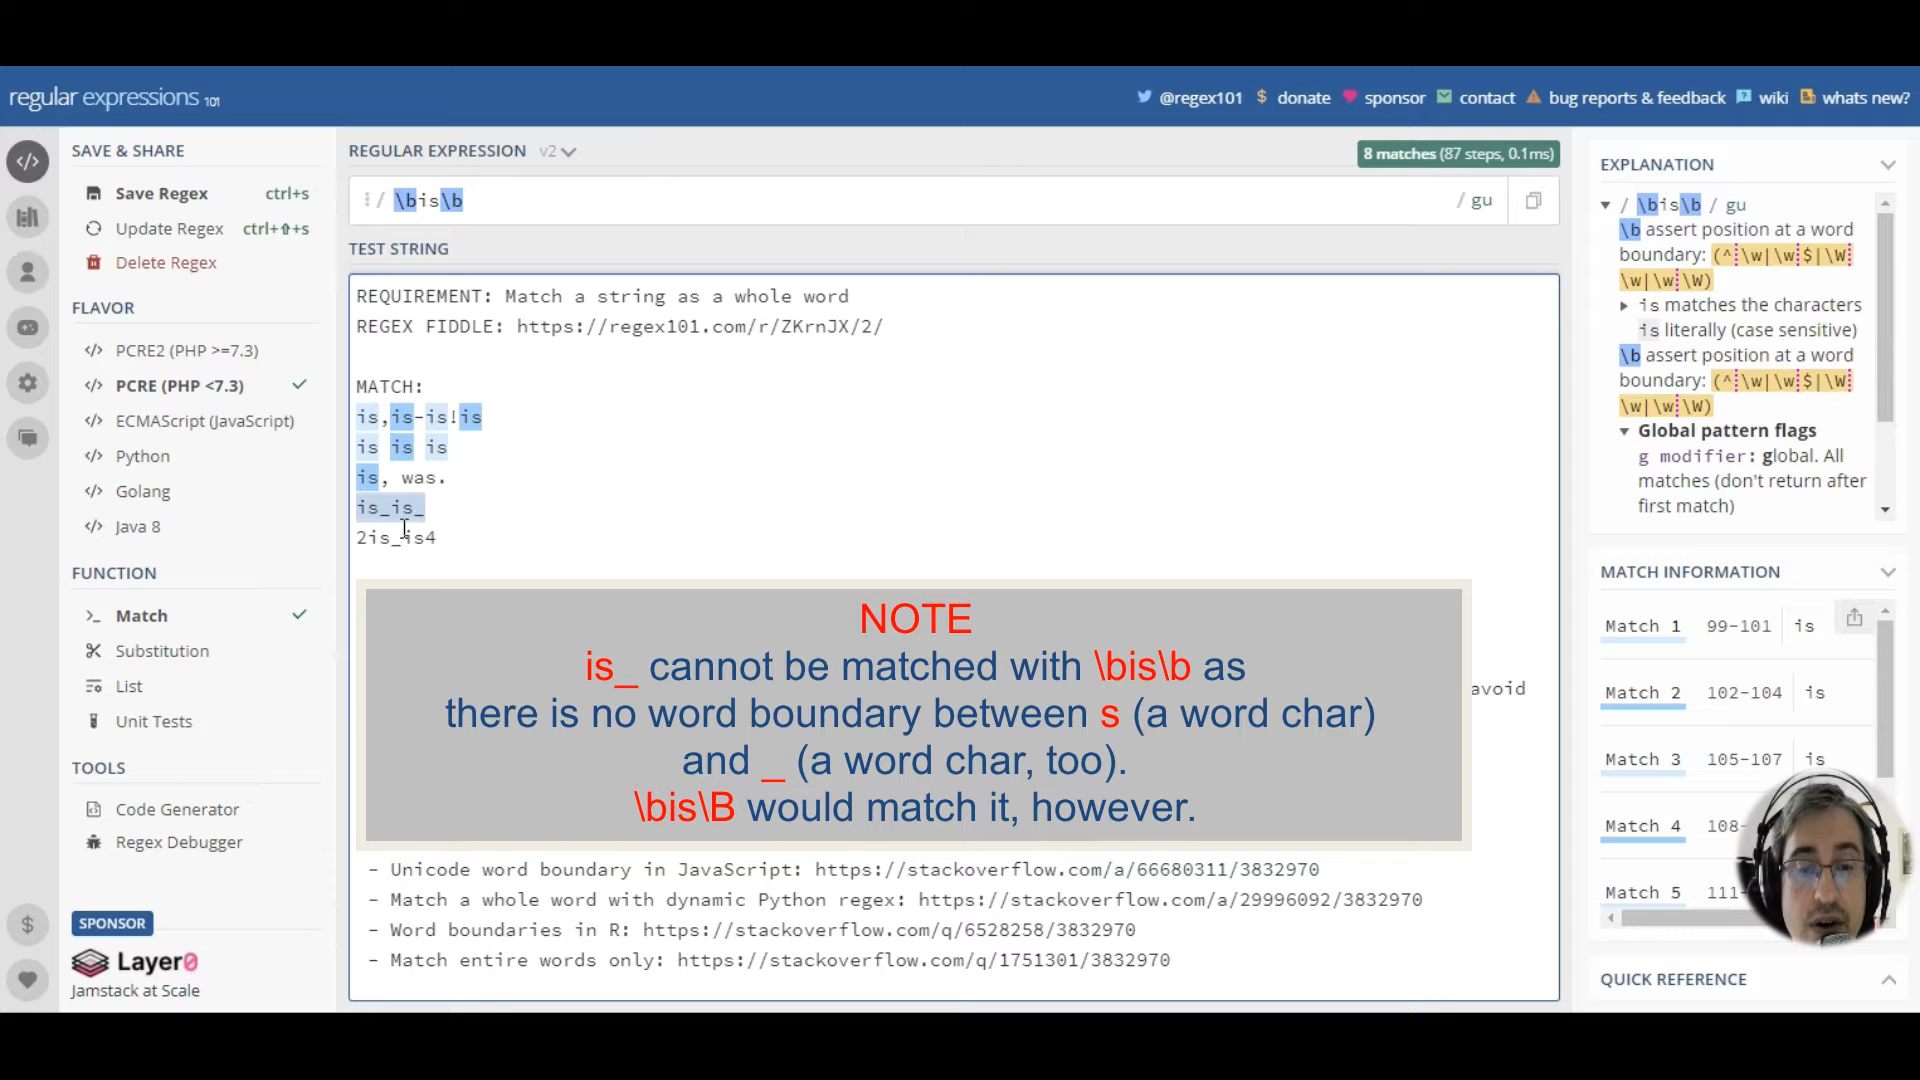 regular expressions 101
@regex101 $ donate sponsor contact bug reports & feedback wiki whats new?
SAVE & SHARE
Save Regex ctrl+s
Update Regex ctrl+⇧+s
Delete Regex
FLAVOR
</> PCRE2 (PHP >=7.3)
</> PCRE (PHP <7.3)
</> ECMAScript (JavaScript)
</> Python
</> Golang
</> Java 8
FUNCTION
>_ Match
Substitution
List
Unit Tests
TOOLS
Code Generator
Regex Debugger
SPONSOR
Layer0
Jamstack at Scale
REGULAR EXPRESSION v2
8 matches (87 steps, 0.1ms)
/ \bis\b / gu
TEST STRING
REQUIREMENT: Match a string as a whole word
REGEX FIDDLE: https://regex101.com/r/ZKrnJX/2/
MATCH:
is,is-is!is
is is is
is, was.
is_is_
2is_is4
NOTE
is_ cannot be matched with \bis\b as
there is no word boundary between s (a word char)
and _ (a word char, too).
\bis\B would match it, however.
avoid
- Unicode word boundary in JavaScript: https://stackoverflow.com/a/66680311/3832970
- Match a whole word with dynamic Python regex: https://stackoverflow.com/a/29996092/3832970
- Word boundaries in R: https://stackoverflow.com/q/6528258/3832970
- Match entire words only: https://stackoverflow.com/q/1751301/3832970
EXPLANATION
/ \bis\b / gu
\b assert position at a word
boundary: (^\w|\w$|\W
\w|\w\W)
is matches the characters
is literally (case sensitive)
\b assert position at a word
boundary: (^\w|\w$|\W
\w|\w\W)
Global pattern flags
g modifier: global. All
matches (don't return after
first match)
MATCH INFORMATION
Match 1 99-101 is
Match 2 102-104 is
Match 3 105-107 is
Match 4 108-
Match 5 111-
QUICK REFERENCE